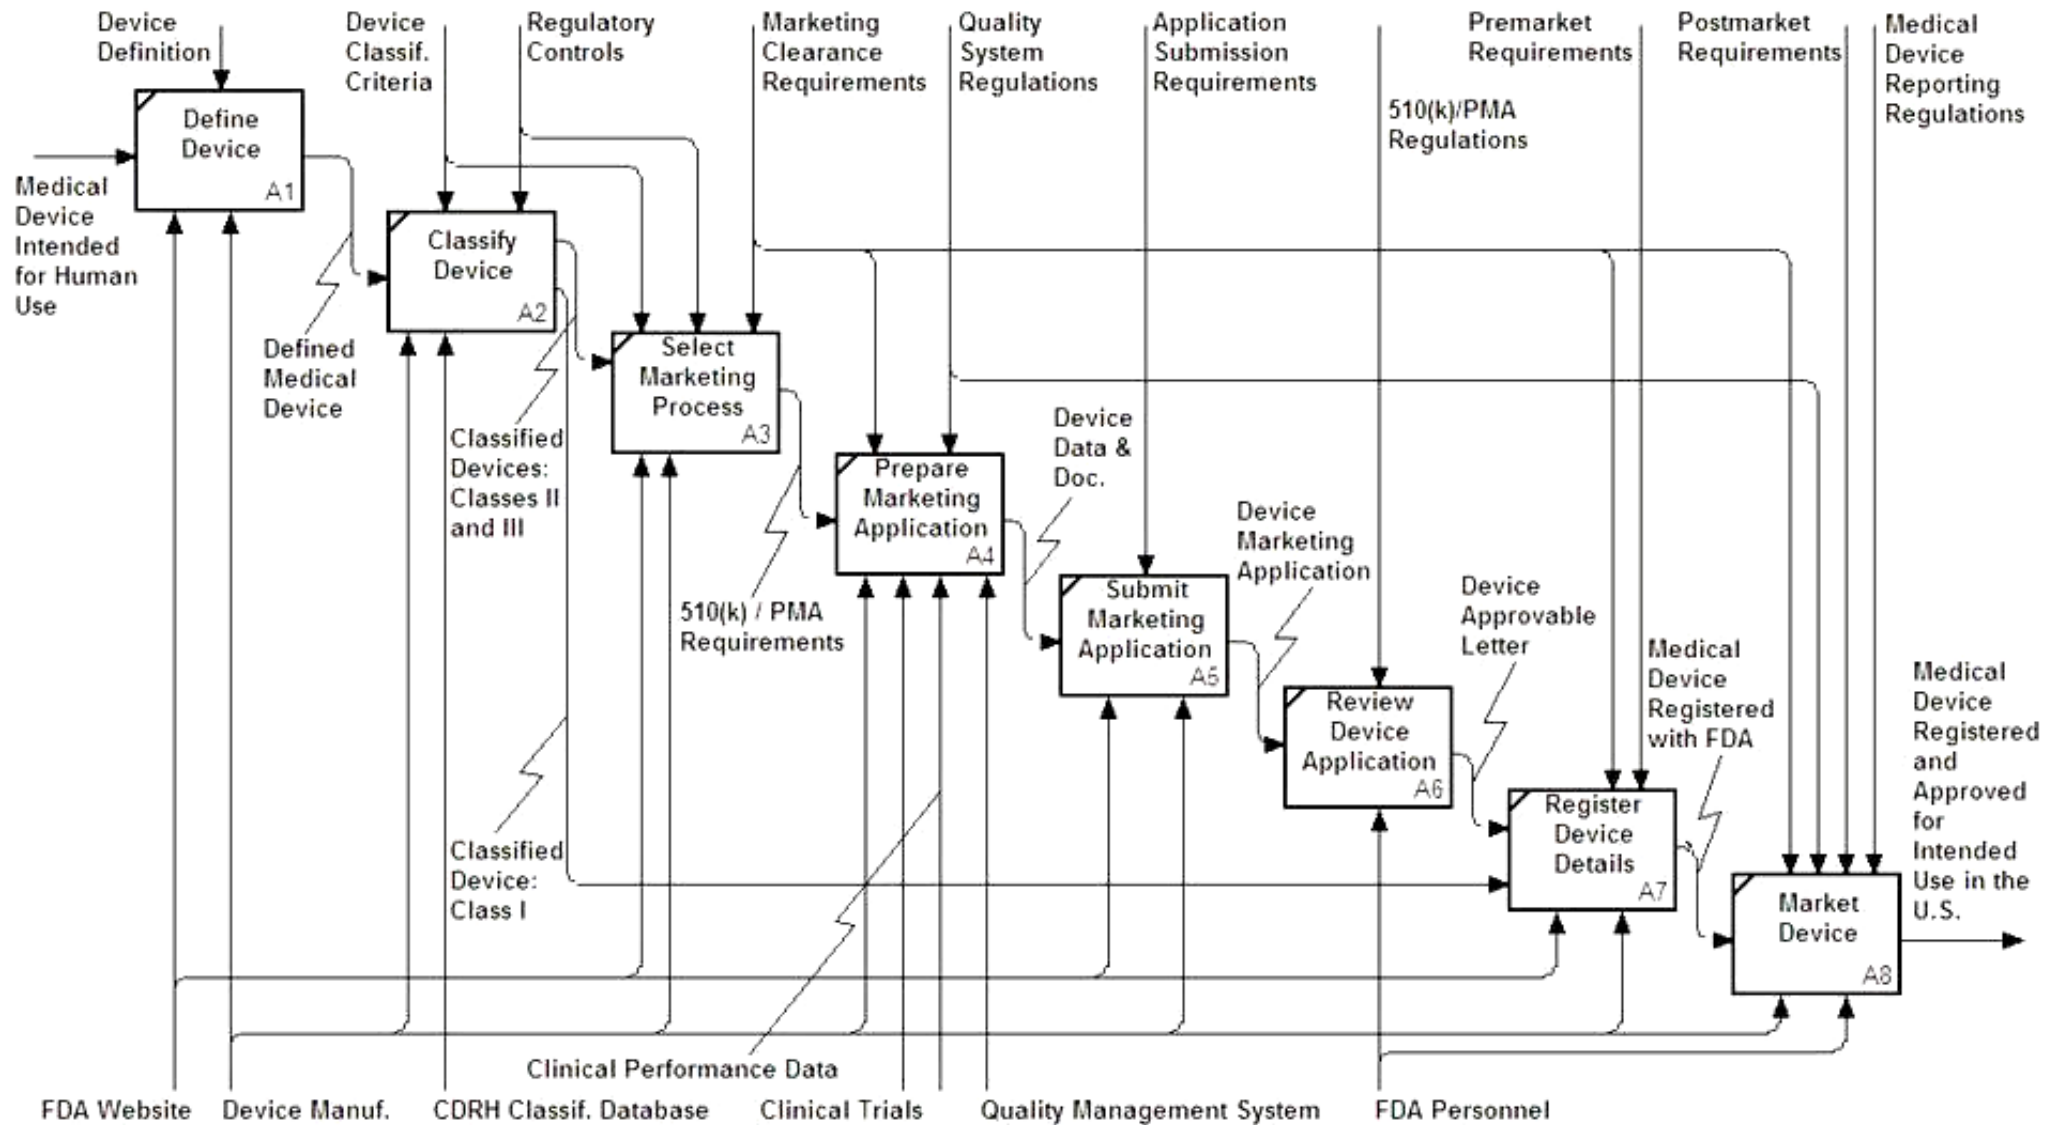 Device
Definition
Device
Classif.
Criteria
Regulatory
Controls
Marketing
Clearance
Requirements
Quality
System
Regulations
Application
Submission
Requirements
510(k)/PMA
Regulations
Premarket
Requirements
Postmarket
Requirements
Medical
Device
Reporting
Regulations
Define
Device
A1
Medical
Device
Intended
for Human
Use
Defined
Medical
Device
Classify
Device
A2
Classified
Devices:
Classes II
and III
Select
Marketing
Process
A3
510(k) / PMA
Requirements
Prepare
Marketing
Application
A4
Device
Data &
Doc.
Submit
Marketing
Application
A5
Device
Marketing
Application
Review
Device
Application
A6
Device
Approvable
Letter
Register
Device
Details
A7
Medical
Device
Registered
with FDA
Market
Device
A8
Medical
Device
Registered
and
Approved
for
Intended
Use in the
U.S.
Classified
Device:
Class I
Clinical Performance Data
FDA Website
Device Manuf.
CDRH Classif. Database
Clinical Trials
Quality Management System
FDA Personnel